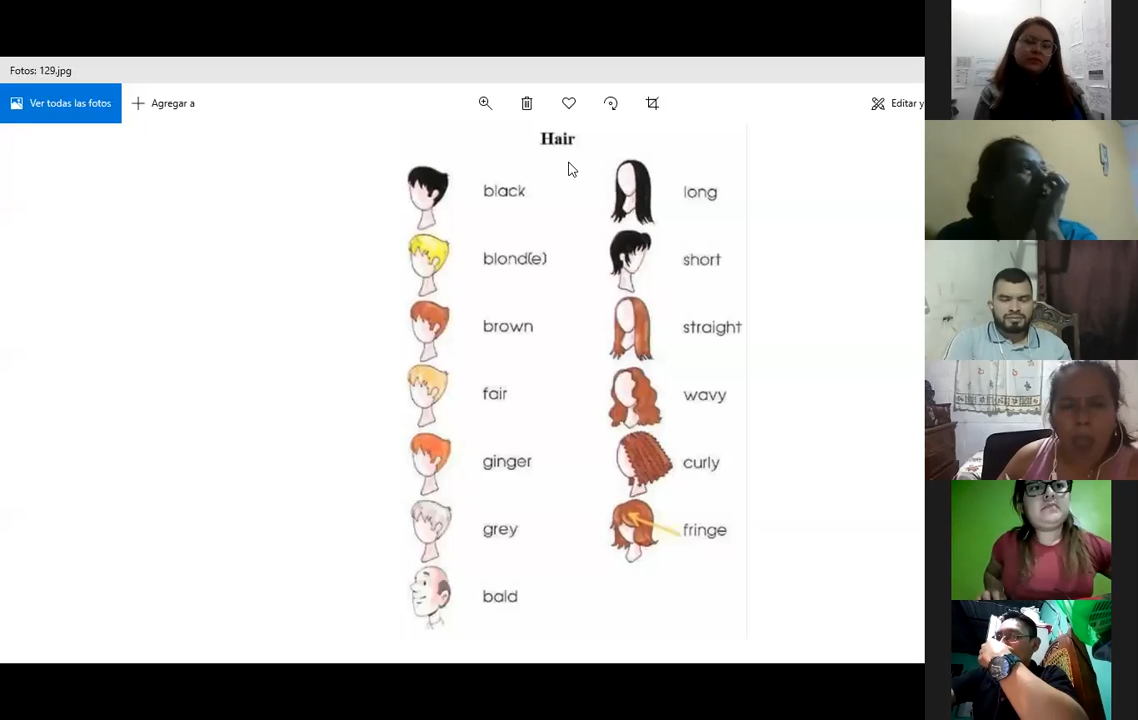 Fotos: 129.jpg
Ver todas las fotos
Agregar a
Editar y
Hair
black
long
blond(e)
short
brown
straight
fair
wavy
ginger
curly
grey
fringe
bald